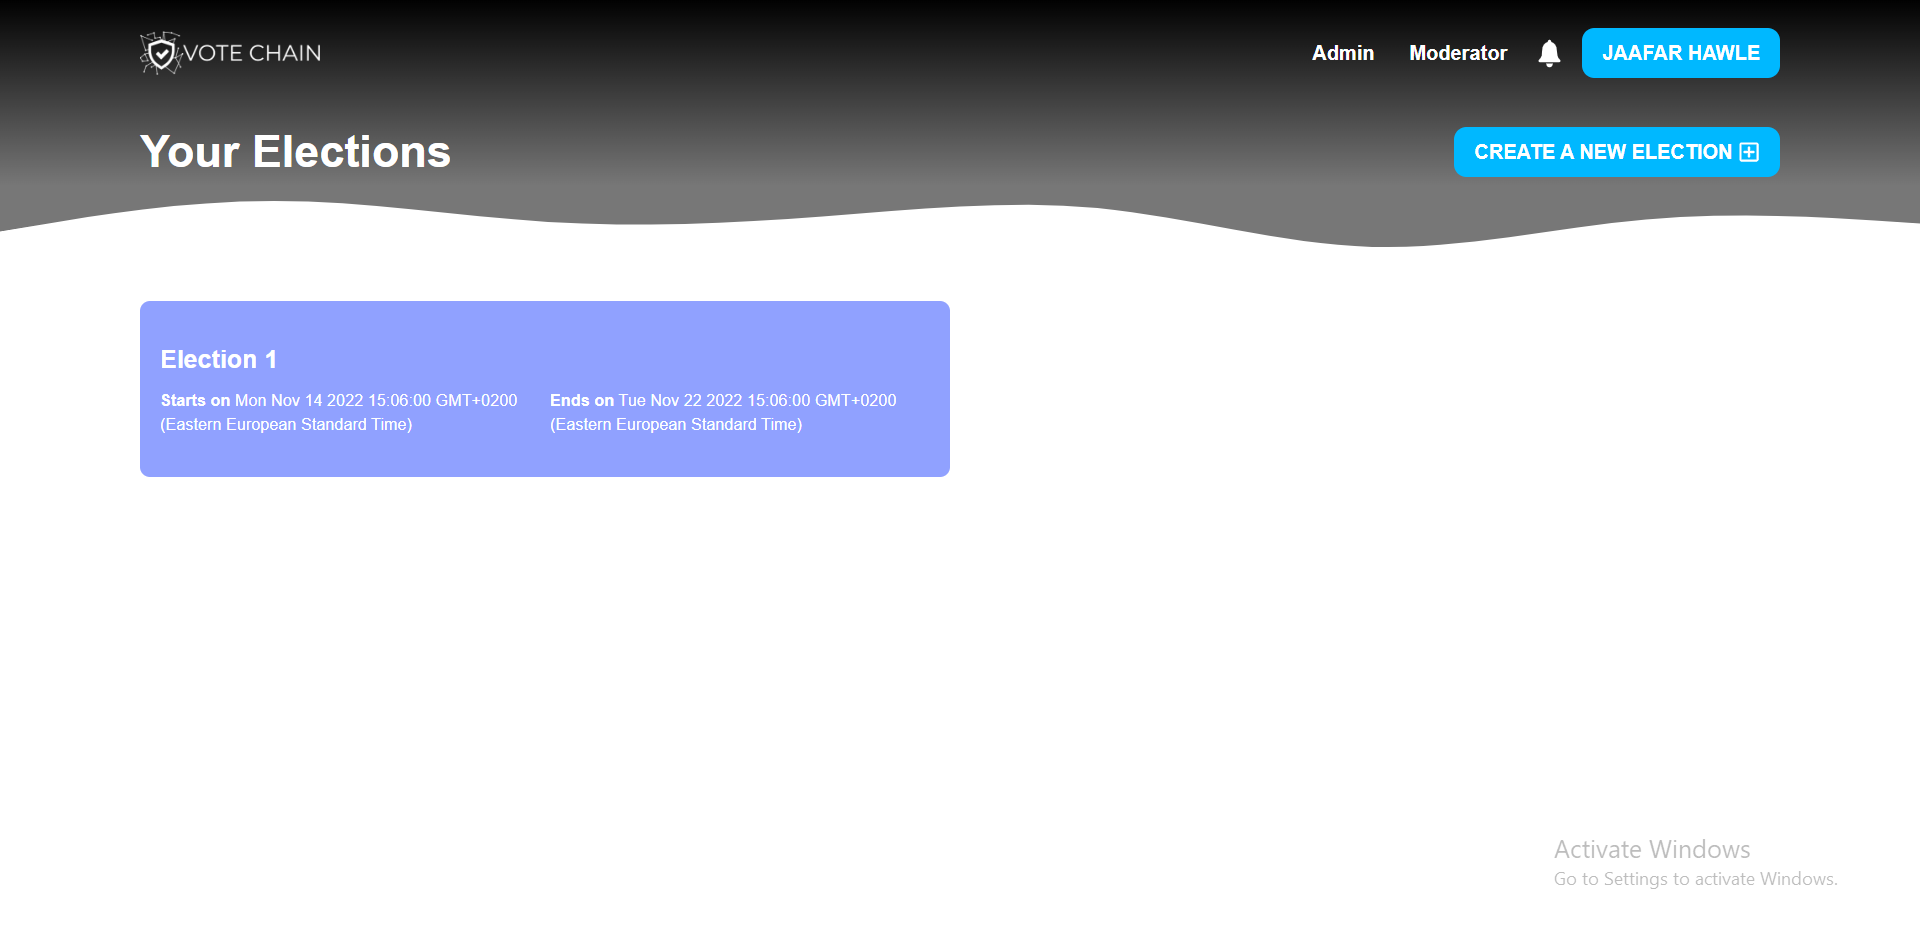 VOTE CHAIN
Admin
Moderator
JAAFAR HAWLE
Your Elections
CREATE A NEW ELECTION
Election 1
Starts on Mon Nov 14 2022 15:06:00 GMT+0200
(Eastern European Standard Time)
Ends on Tue Nov 22 2022 15:06:00 GMT+0200
(Eastern European Standard Time)
Activate Windows
Go to Settings to activate Windows.